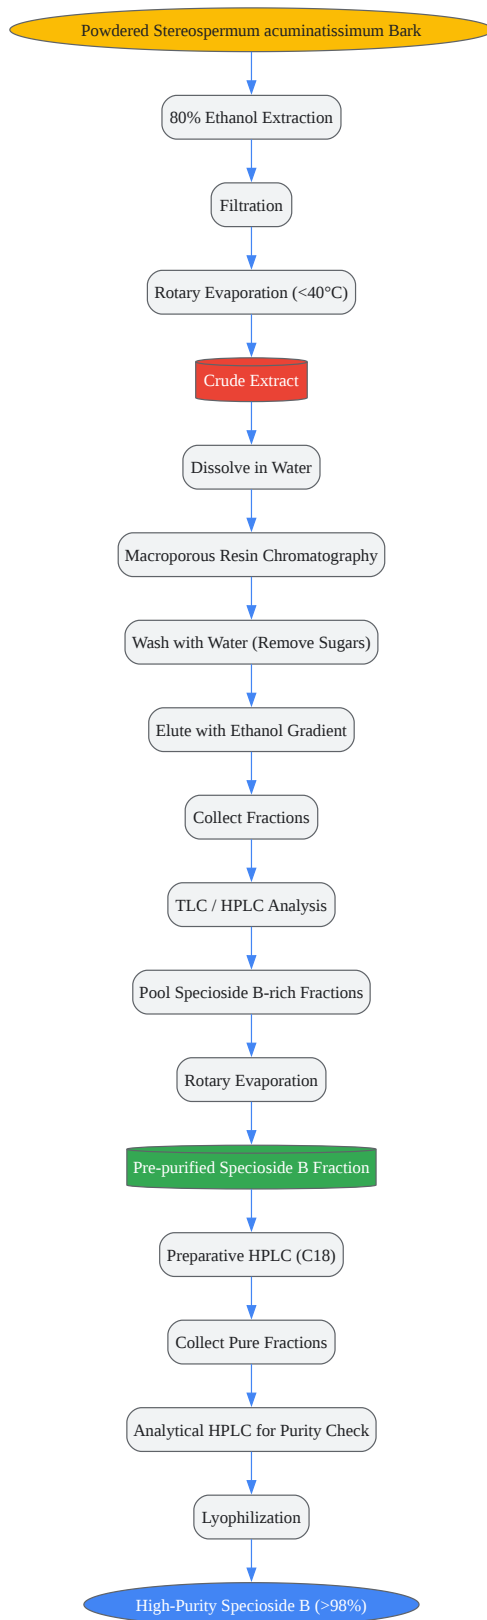 Powdered Stereospermum acuminatissimum Bark
80% Ethanol Extraction
Filtration
Rotary Evaporation (<40°C)
Crude Extract
Dissolve in Water
Macroporous Resin Chromatography
Wash with Water (Remove Sugars)
Elute with Ethanol Gradient
Collect Fractions
TLC / HPLC Analysis
Pool Specioside B-rich Fractions
Rotary Evaporation
Pre-purified Specioside B Fraction
Preparative HPLC (C18)
Collect Pure Fractions
Analytical HPLC for Purity Check
Lyophilization
High-Purity Specioside B (>98%)